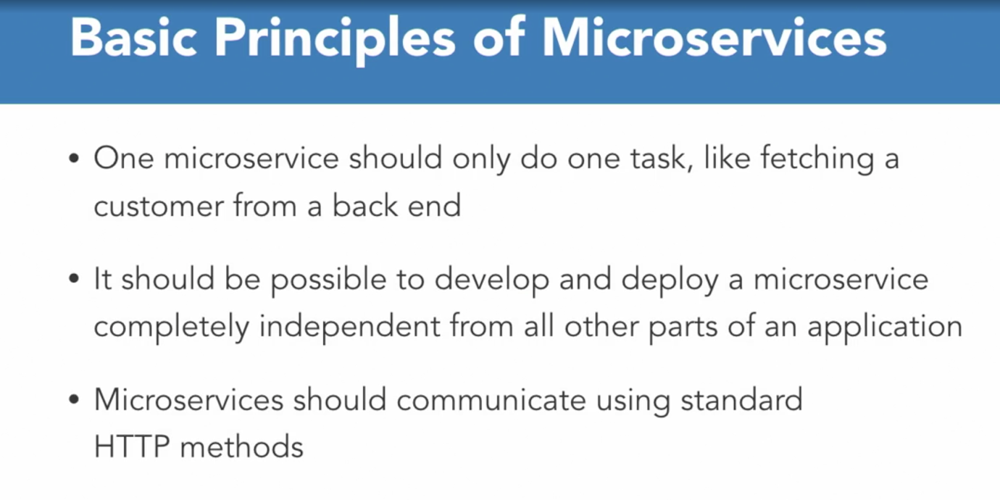 Basic Principles of Microservices
• One microservice should only do one task, like fetching a
customer from a back end
• It should be possible to develop and deploy a microservice
completely independent from all other parts of an application
• Microservices should communicate using standard
HTTP methods